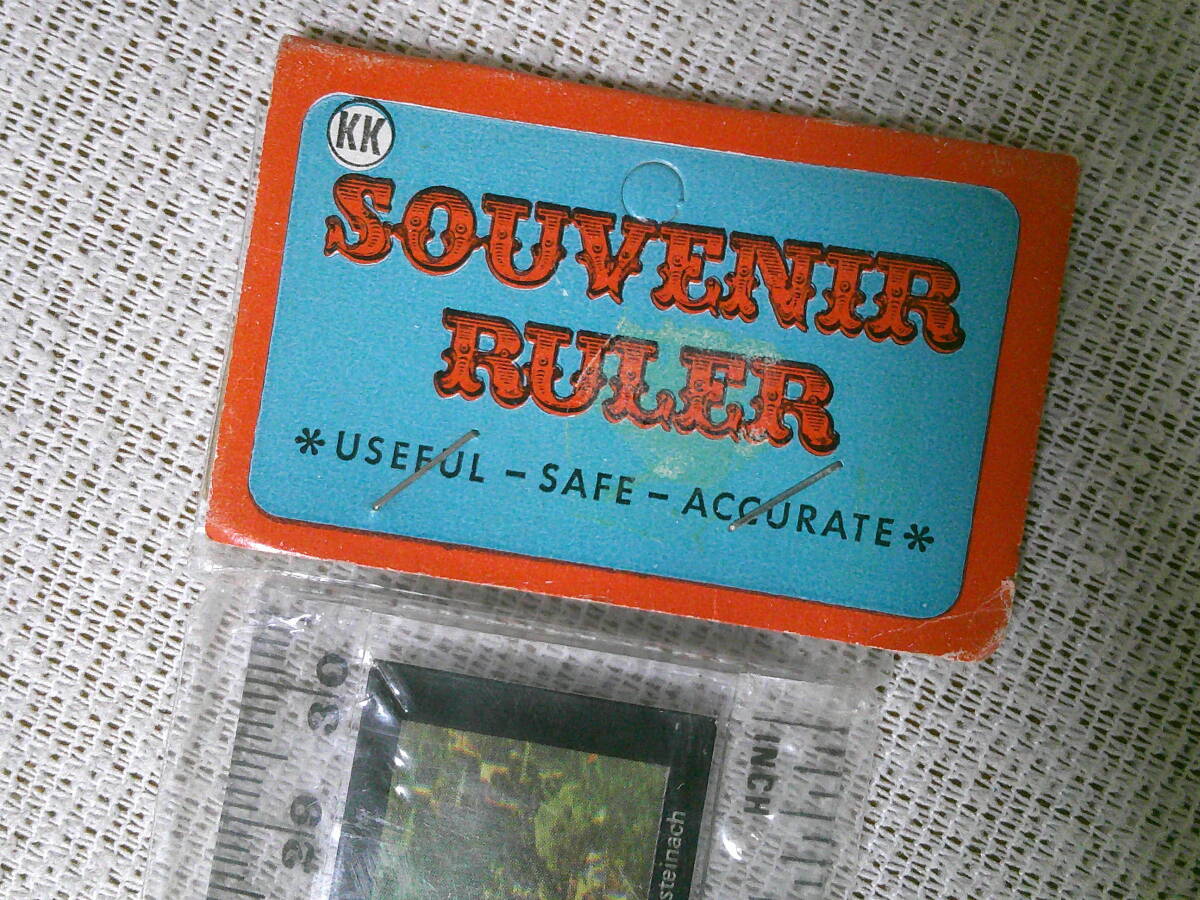 KK
SOUVENIR
RULER
* USEFUL – SAFE – ACCURATE *
30
29
INCH
steinach